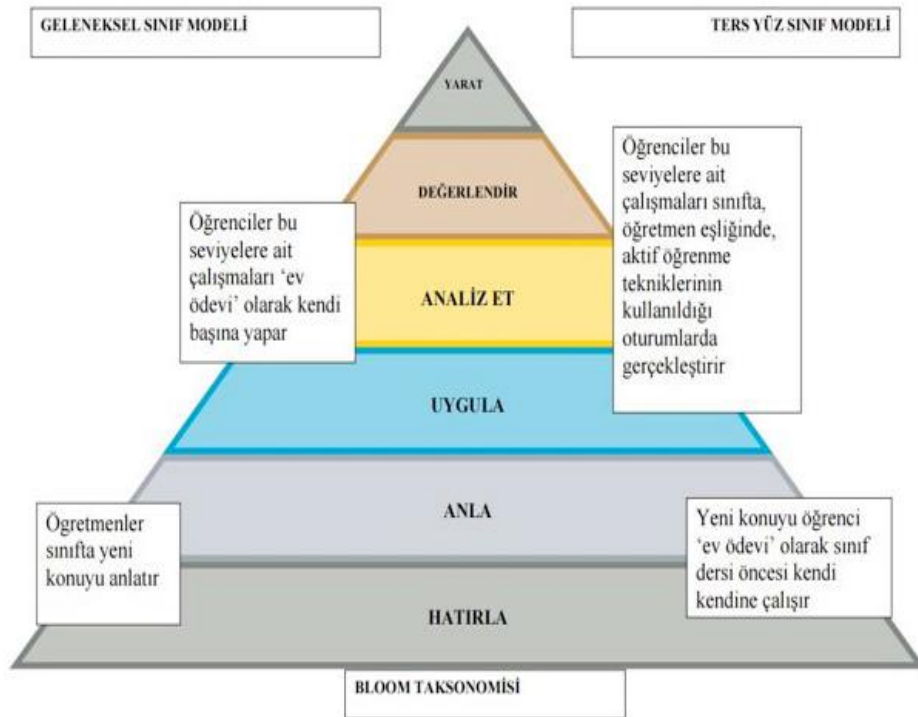 GELENEKSEL SINIF MODELİ
TERS YÜZ SINIF MODELİ
YARAT
DEĞERLENDİR
ANALİZ ET
UYGULA
ANLA
HATIRLA
Öğrenciler bu
seviyelere ait
çalışmaları ‘ev
ödevi’ olarak kendi
başına yapar
Öğrenciler bu
seviyelere ait
çalışmaları sınıfta,
öğretmen eşliğinde,
aktif öğrenme
tekniklerinin
kullanıldığı
oturumlarda
gerçekleştirir
Ögretmenler
sınıfta yeni
konuyu anlatır
Yeni konuyu öğrenci
‘ev ödevi’ olarak sınıf
dersi öncesi kendi
kendine çalışır
BLOOM TAKSONOMİSİ